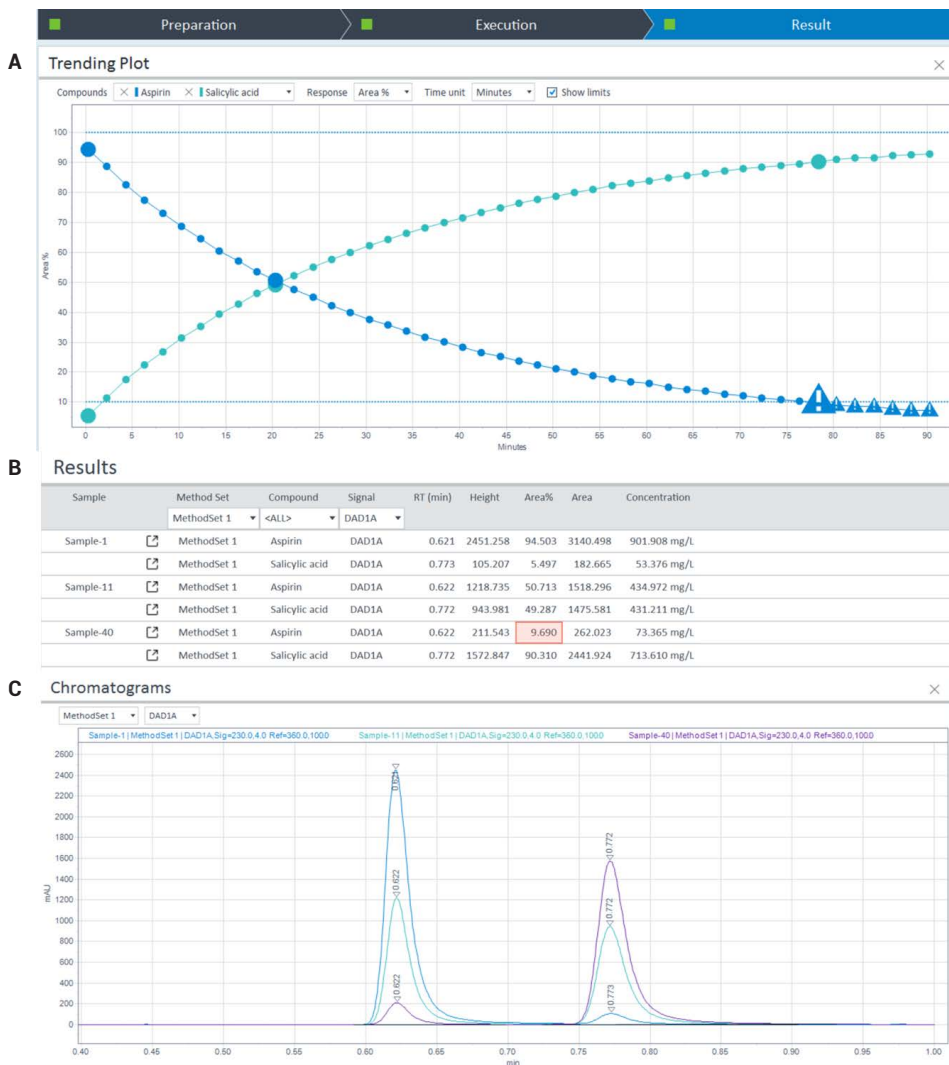 Preparation Execution Result
A Trending Plot
Compounds Aspirin Salicylic acid Response Area % Time unit Minutes Show limits
100
90
80
70
60
50
40
30
20
10
Area %
0 5 10 15 20 25 30 35 40 45 50 55 60 65 70 75 80 85 90
Minutes
B Results
Sample Method Set Compound Signal RT (min) Height Area% Area Concentration
MethodSet 1 <ALL> DAD1A
Sample-1 MethodSet 1 Aspirin DAD1A 0.621 2451.258 94.503 3140.498 901.908 mg/L
MethodSet 1 Salicylic acid DAD1A 0.773 105.207 5.497 182.665 53.376 mg/L
Sample-11 MethodSet 1 Aspirin DAD1A 0.622 1218.735 50.713 1518.296 434.972 mg/L
MethodSet 1 Salicylic acid DAD1A 0.772 943.981 49.287 1475.581 431.211 mg/L
Sample-40 MethodSet 1 Aspirin DAD1A 0.622 211.543 9.690 262.023 73.365 mg/L
MethodSet 1 Salicylic acid DAD1A 0.772 1572.847 90.310 2441.924 713.610 mg/L
C Chromatograms
MethodSet 1 DAD1A
Sample-1 | MethodSet 1 | DAD1A,Sig=230.0,4.0 Ref=360.0,100.0 Sample-11 | MethodSet 1 | DAD1A,Sig=230.0,4.0 Ref=360.0,100.0 Sample-40 | MethodSet 1 | DAD1A,Sig=230.0,4.0 Ref=360.0,100.0
2600
2400
2200
2000
1800
1600
1400
1200
1000
800
600
400
200
0
mAU
0.621
0.622
0.622
0.772
0.772
0.773
0.40 0.45 0.50 0.55 0.60 0.65 0.70 0.75 0.80 0.85 0.90 0.95 1.00
min